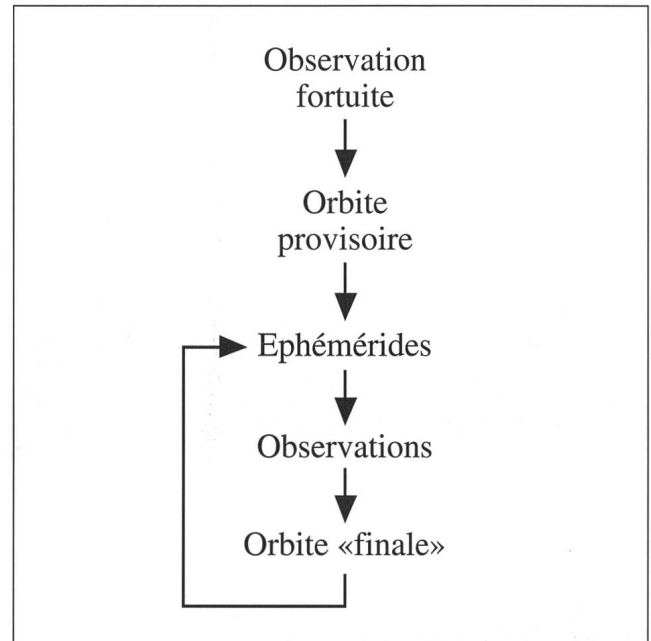 Observation
fortuite
Orbite
provisoire
Ephémérides
Observations
Orbite «finale»